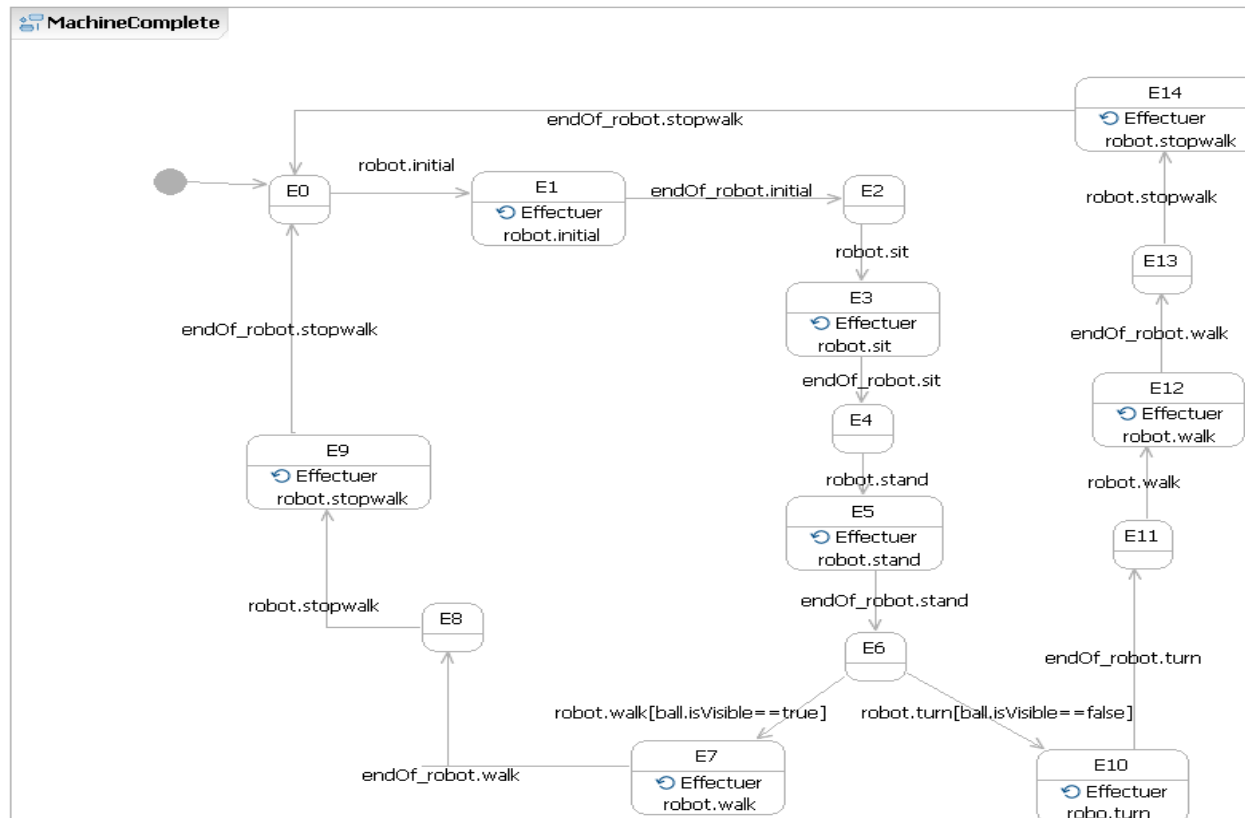 MachineComplete
E14
Effectuer
robot.stopwalk
endOf_robot.stopwalk
robot.initial
E0
E1
Effectuer
robot.initial
endOf_robot.initial
E2
robot.stopwalk
robot.sit
E13
E3
Effectuer
robot.sit
endOf_robot.stopwalk
endOf_robot.walk
endOf_robot.sit
E12
Effectuer
robot.walk
E4
E9
Effectuer
robot.stopwalk
robot.stand
robot.walk
E5
Effectuer
robot.stand
E11
endOf_robot.stand
robot.stopwalk
E8
E6
endOf_robot.turn
robot.walk[ball.isVisible==true]
robot.turn[ball.isVisible==false]
E7
Effectuer
robot.walk
endOf_robot.walk
E10
Effectuer
robo.turn